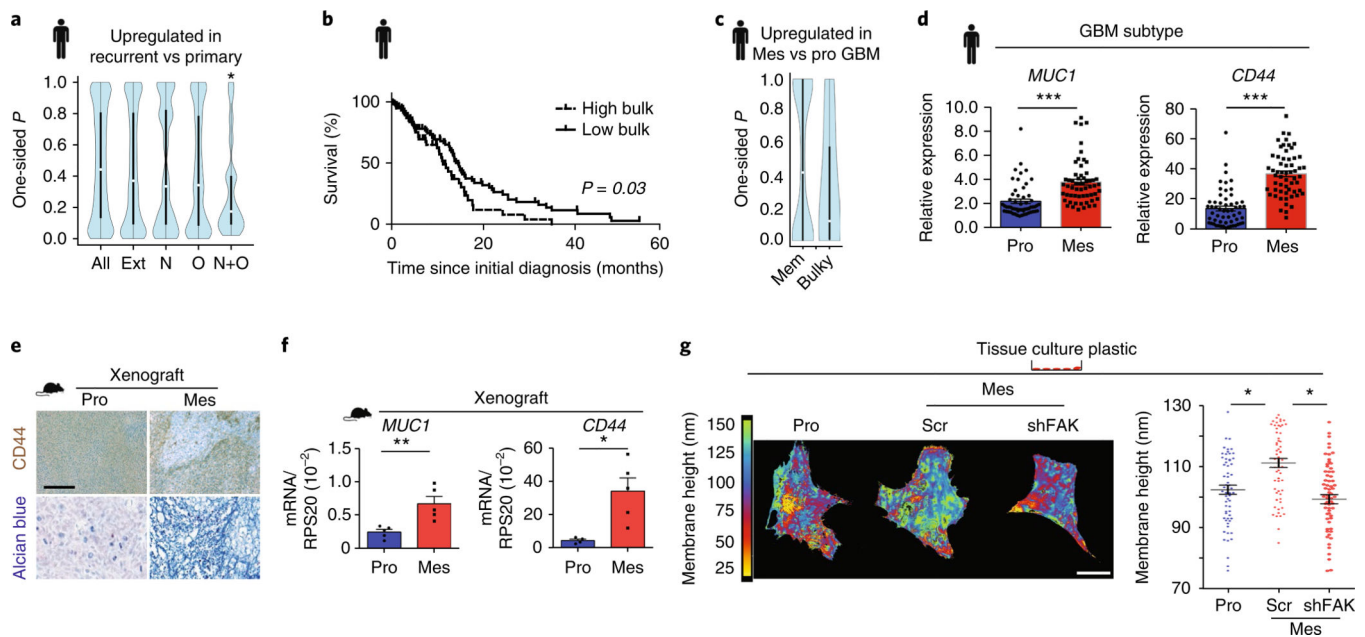 a
Upregulated in
recurrent vs primary
*
One-sided P
1.0
0.8
0.6
0.4
0.2
0.0
All Ext N O N+O
b
Survival (%)
100
50
0
High bulk
Low bulk
P = 0.03
0 20 40 60
Time since initial diagnosis (months)
c
Upregulated in
Mes vs pro GBM
One-sided P
1.0
0.8
0.6
0.4
0.2
0.0
Mem
Bulky
d
GBM subtype
MUC1
***
Relative expression
10.0
8.0
6.0
4.0
2.0
0
Pro Mes
CD44
***
Relative expression
80
60
40
20
0
Pro Mes
e
Xenograft
Pro Mes
CD44
Alcian blue
f
Xenograft
MUC1
**
mRNA/
RPS20 (10⁻²)
1.5
1.0
0.5
0
Pro Mes
CD44
*
mRNA/
RPS20 (10⁻²)
60
40
20
0
Pro Mes
g
Tissue culture plastic
Mes
Pro Scr shFAK
Membrane height (nm)
150
125
100
75
50
25
* *
Membrane height (nm)
130
110
90
70
Pro Scr shFAK
Mes